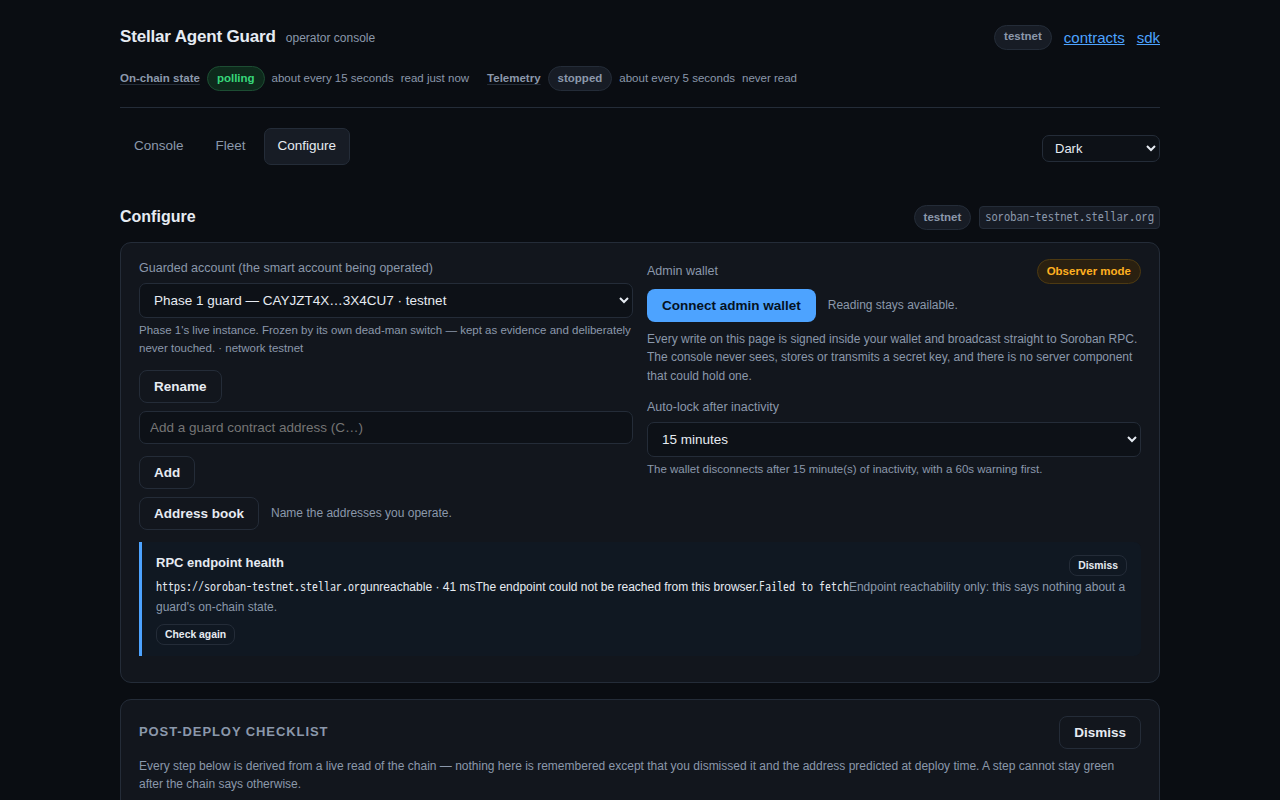 Stellar Agent Guard operator console
testnet contracts sdk
On-chain state polling about every 15 seconds read just now Telemetry stopped about every 5 seconds never read
Console Fleet Configure
Dark
Configure
testnet soroban-testnet.stellar.org
Guarded account (the smart account being operated)
Phase 1 guard — CAYJZT4X…3X4CU7 · testnet
Phase 1's live instance. Frozen by its own dead-man switch — kept as evidence and deliberately
never touched. · network testnet
Rename
Add a guard contract address (C…)
Add
Address book Name the addresses you operate.
Admin wallet
Observer mode
Connect admin wallet Reading stays available.
Every write on this page is signed inside your wallet and broadcast straight to Soroban RPC.
The console never sees, stores or transmits a secret key, and there is no server component
that could hold one.
Auto-lock after inactivity
15 minutes
The wallet disconnects after 15 minute(s) of inactivity, with a 60s warning first.
RPC endpoint health
Dismiss
https://soroban-testnet.stellar.orgunreachable · 41 msThe endpoint could not be reached from this browser.Failed to fetchEndpoint reachability only: this says nothing about a
guard's on-chain state.
Check again
POST-DEPLOY CHECKLIST
Dismiss
Every step below is derived from a live read of the chain — nothing here is remembered except that you dismissed it and the address predicted at deploy time. A step cannot stay green
after the chain says otherwise.